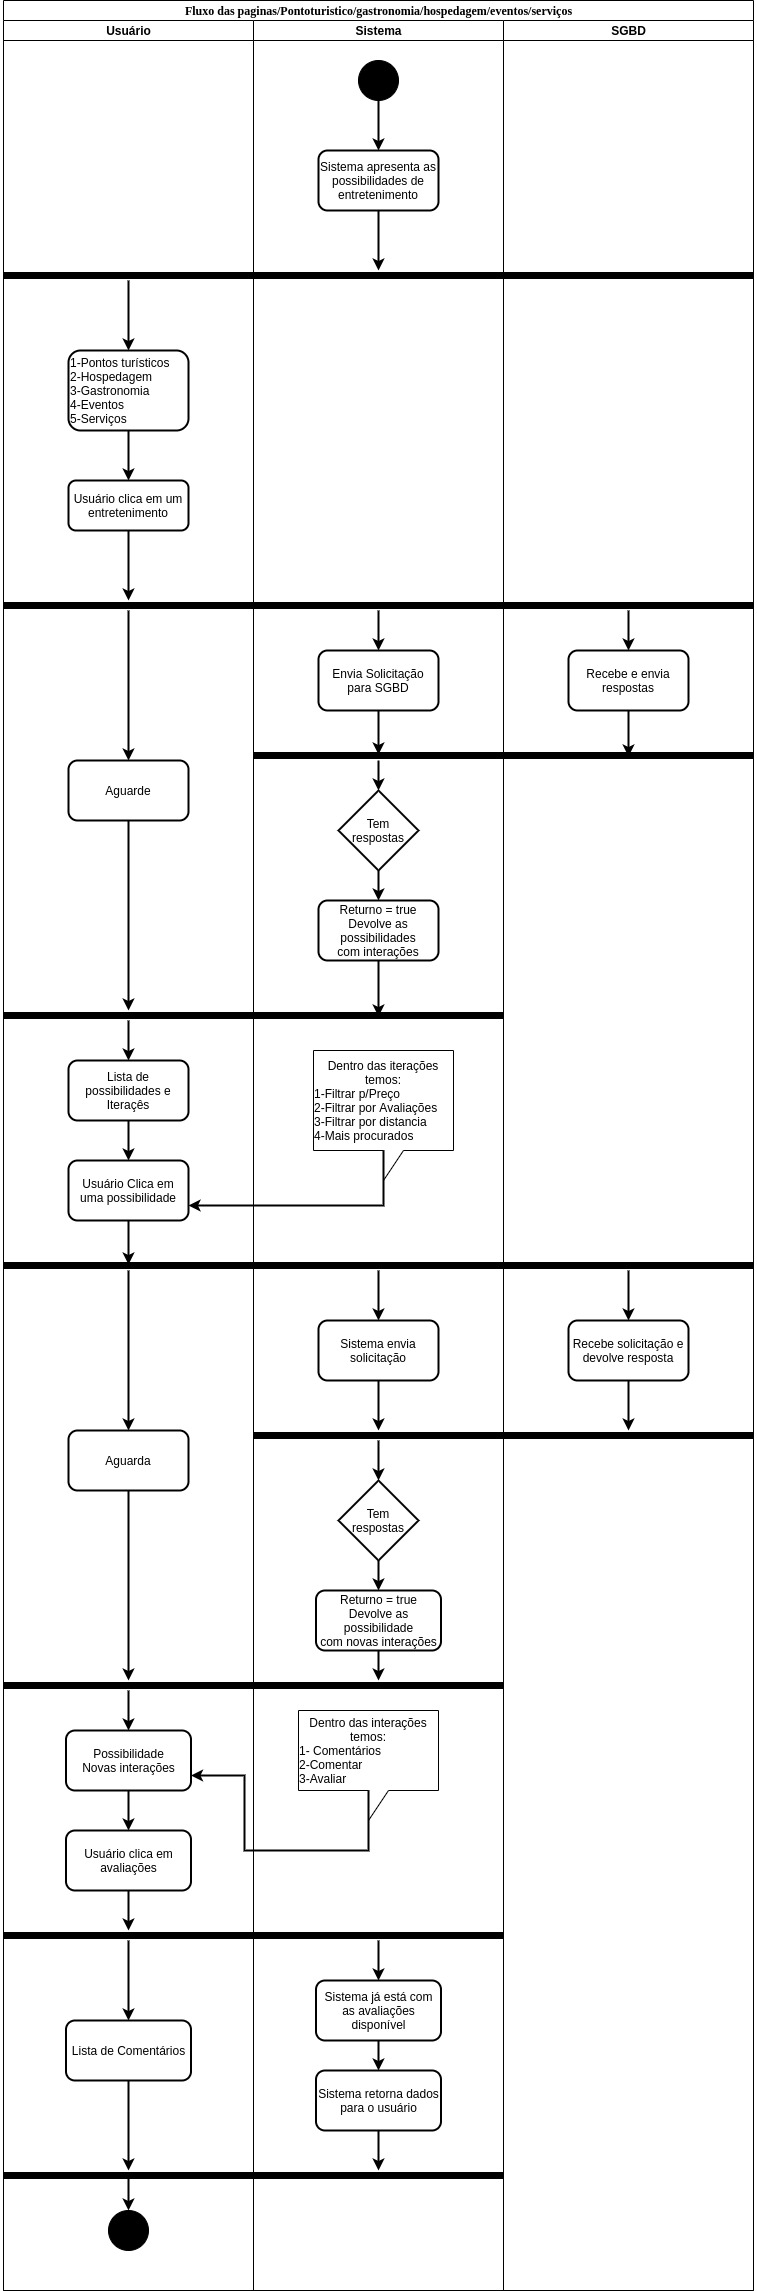 Fluxo das paginas/Pontoturistico/gastronomia/hospedagem/eventos/serviços
Usuário
Sistema
SGBD
Sistema apresenta as
possibilidades de
entretenimento
1-Pontos turísticos
2-Hospedagem
3-Gastronomia
4-Eventos
5-Serviços
Usuário clica em um
entretenimento
Envia Solicitação
para SGBD
Recebe e envia
respostas
Aguarde
Tem
respostas
Returno = true
Devolve as
possibilidades
com interações
Lista de
possibilidades e
Iteraçês
Dentro das iterações
temos:
1-Filtrar p/Preço
2-Filtrar por Avaliações
3-Filtrar por distancia
4-Mais procurados
Usuário Clica em
uma possibilidade
Sistema envia
solicitação
Recebe solicitação e
devolve resposta
Aguarda
Tem
respostas
Returno = true
Devolve as
possibilidade
com novas interações
Possibilidade
Novas interações
Dentro das interações
temos:
1- Comentários
2-Comentar
3-Avaliar
Usuário clica em
avaliações
Sistema já está com
as avaliações
disponível
Lista de Comentários
Sistema retorna dados
para o usuário